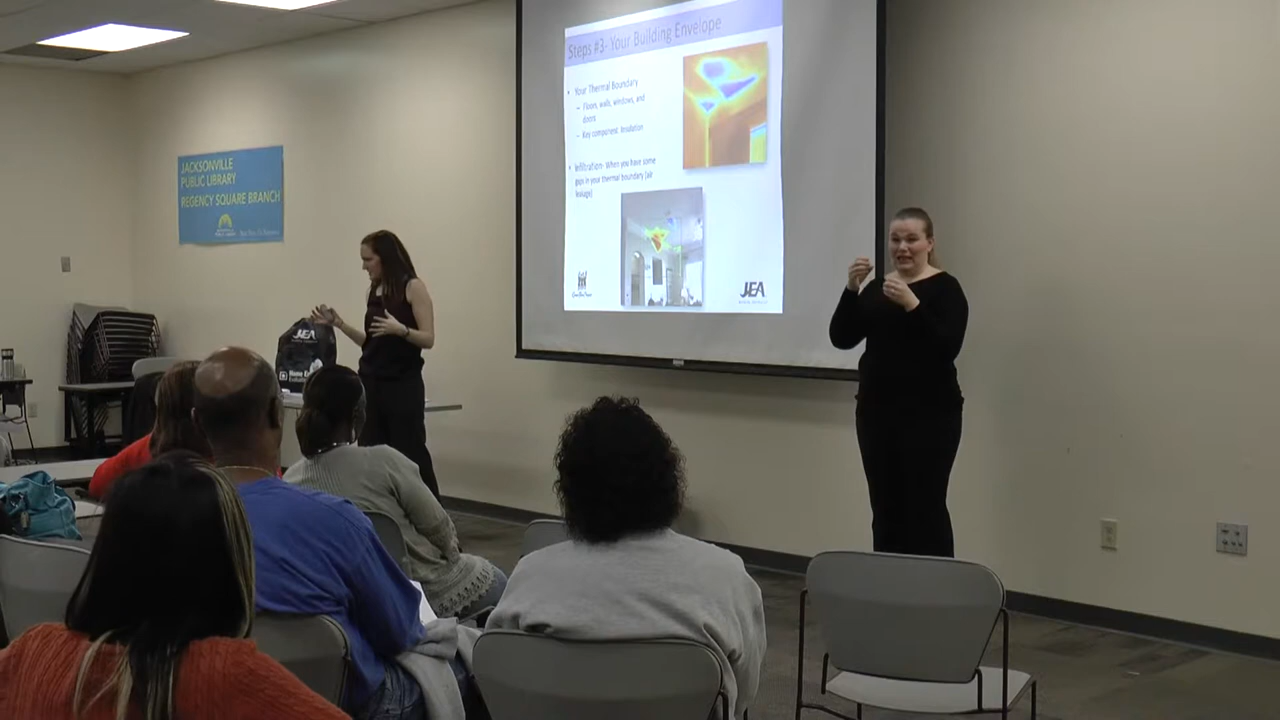 Steps #3- Your Building Envelope
• Your Thermal Boundary
– Floors, walls, windows, and
doors
– Key component: Insulation
• Infiltration- When you have some
gaps in your thermal boundary (air
leakage)
JEA
JACKSONVILLE
PUBLIC LIBRARY
REGENCY SQUARE BRANCH
JEA
Home